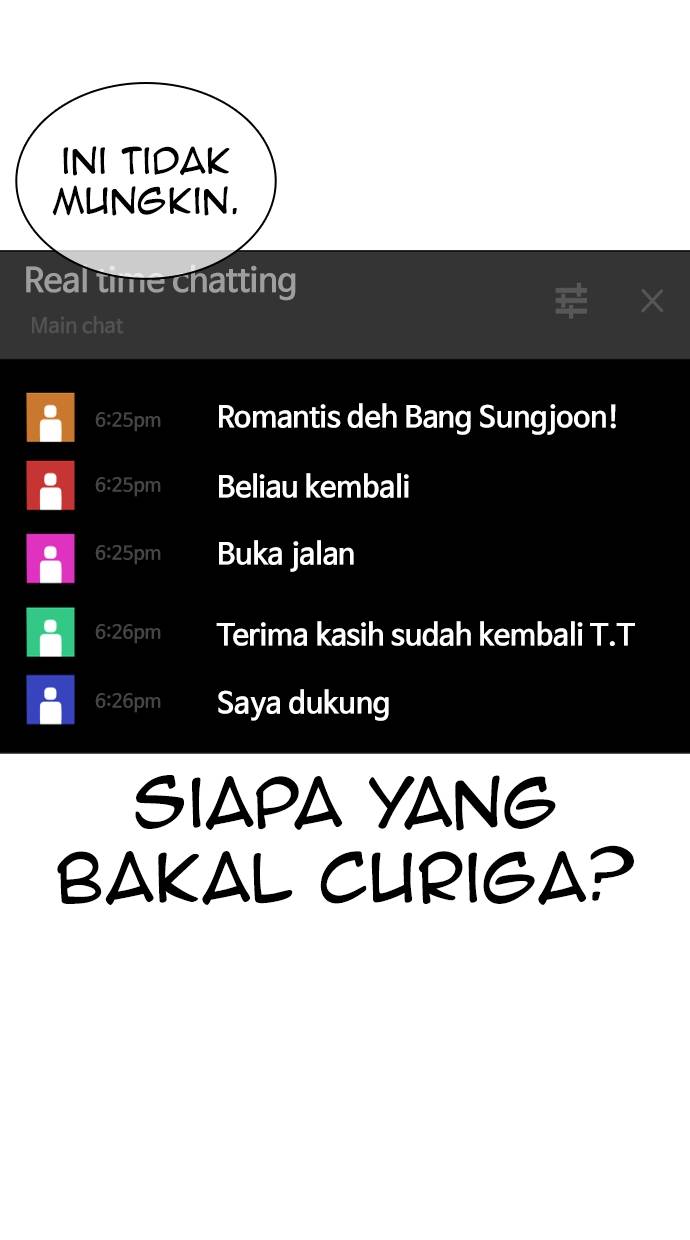 INI TIDAK
MUNGKIN.
Real time chatting
Main chat
6:25pm Romantis deh Bang Sungjoon!
6:25pm Beliau kembali
6:25pm Buka jalan
6:26pm Terima kasih sudah kembali T.T
6:26pm Saya dukung
SIAPA YANG
BAKAL CURIGA?